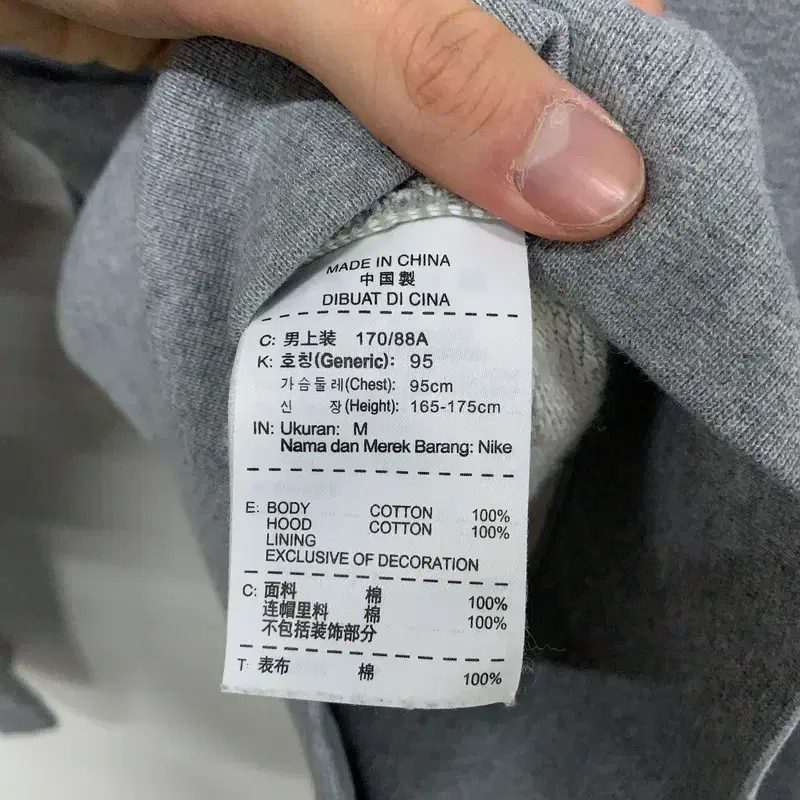 MADE IN CHINA
中国製
DIBUAT DI CINA
C: 男上装 170/88A
K: 호칭(Generic): 95
가슴둘레(Chest): 95cm
신 장(Height): 165-175cm
IN: Ukuran: M
Nama dan Merek Barang: Nike
E: BODY COTTON 100%
HOOD COTTON 100%
LINING
EXCLUSIVE OF DECORATION
C: 面料 棉 100%
连帽里料 棉 100%
不包括装饰部分
T: 表布 棉 100%